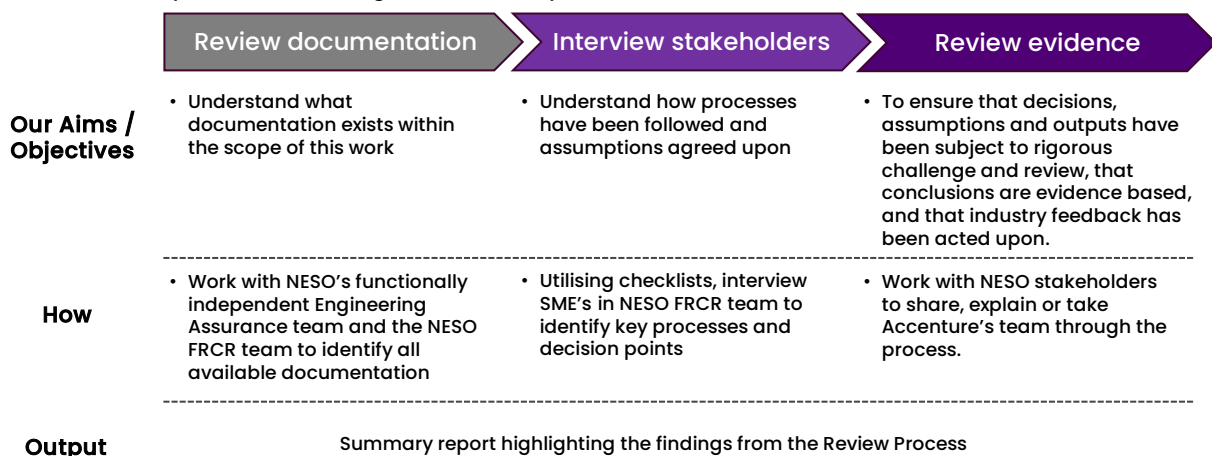 Review documentation
Interview stakeholders
Review evidence
Our Aims /
Objectives
• Understand what
documentation exists within
the scope of this work
• Understand how processes
have been followed and
assumptions agreed upon
• To ensure that decisions,
assumptions and outputs have
been subject to rigorous
challenge and review, that
conclusions are evidence based,
and that industry feedback has
been acted upon.
How
• Work with NESO’s functionally
independent Engineering
Assurance team and the NESO
FRCR team to identify all
available documentation
• Utilising checklists, interview
SME’s in NESO FRCR team to
identify key processes and
decision points
• Work with NESO stakeholders
to share, explain or take
Accenture’s team through the
process.
Output
Summary report highlighting the findings from the Review Process